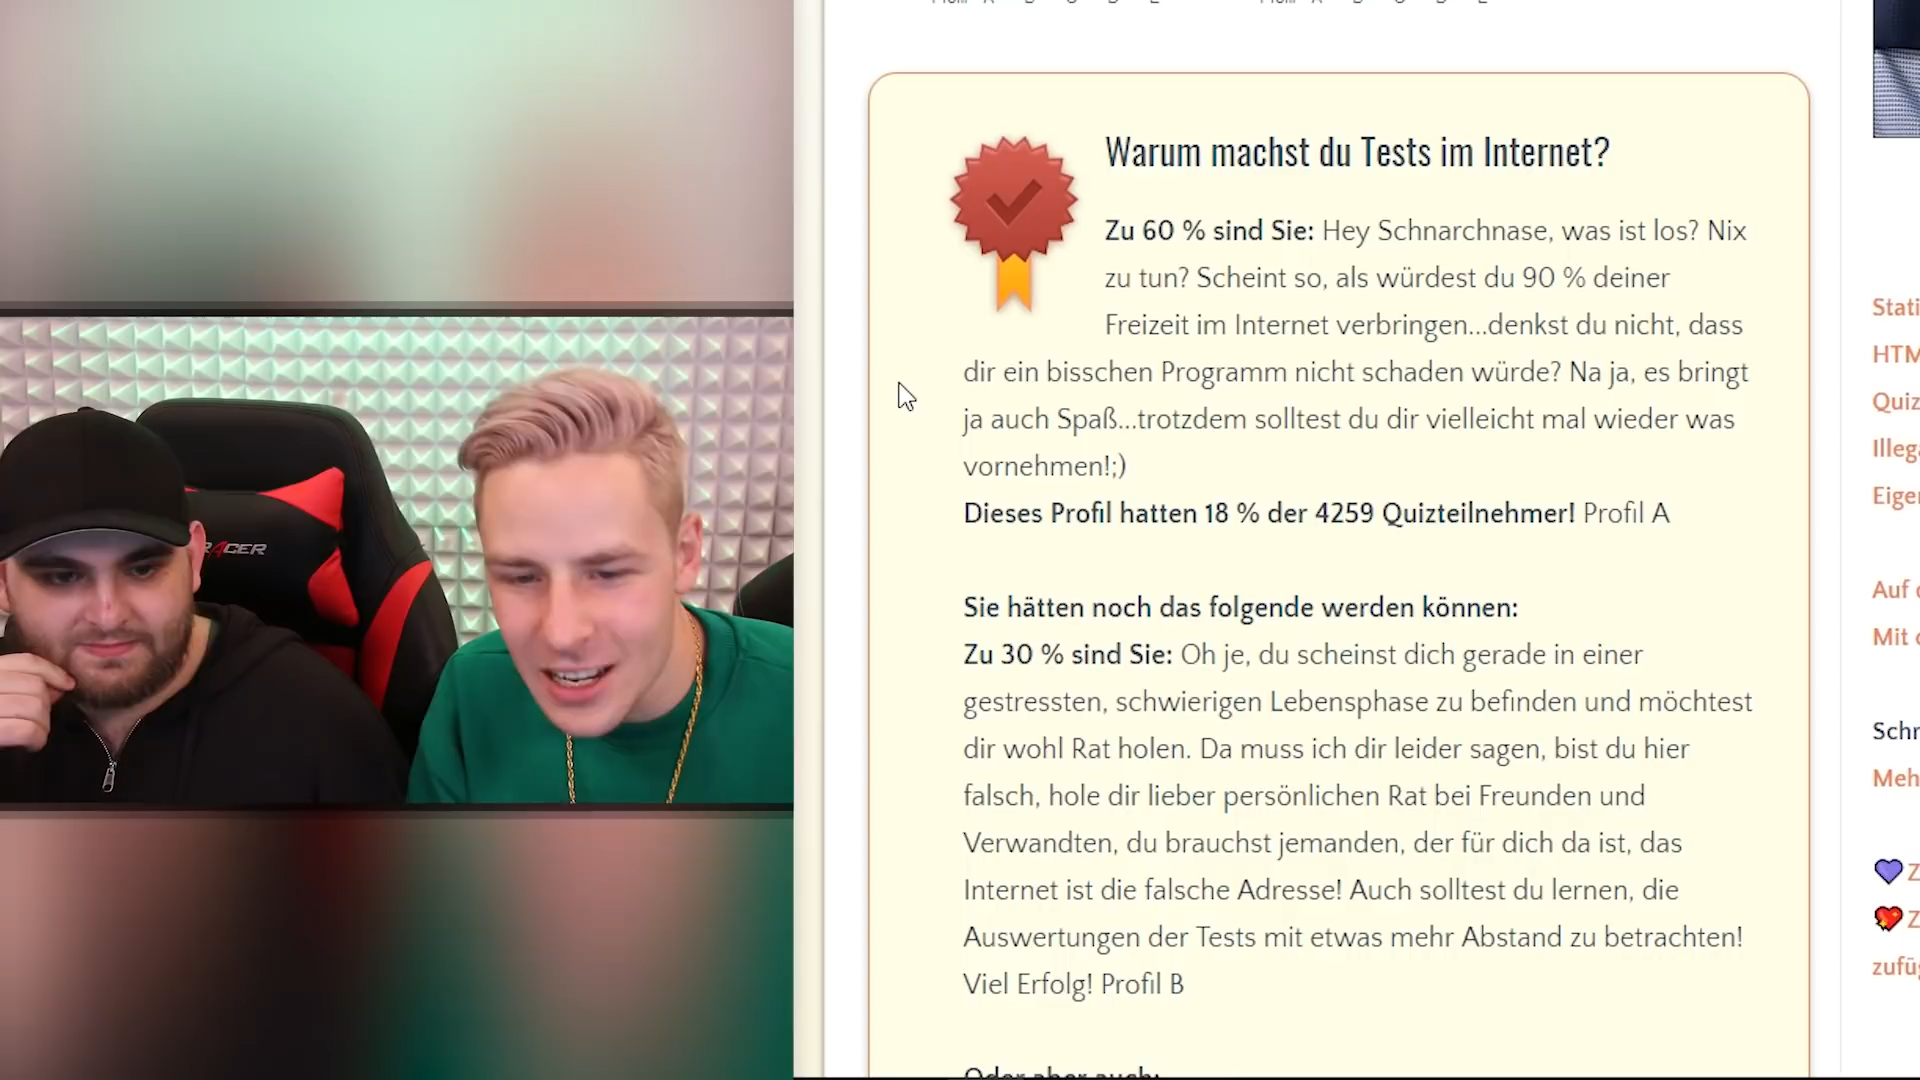 Warum machst du Tests im Internet?
Zu 60 % sind Sie: Hey Schnarchnase, was ist los? Nix
zu tun? Scheint so, als würdest du 90 % deiner
Freizeit im Internet verbringen...denkst du nicht, dass
dir ein bisschen Programm nicht schaden würde? Na ja, es bringt
ja auch Spaß...trotzdem solltest du dir vielleicht mal wieder was
vornehmen!;)
Dieses Profil hatten 18 % der 4259 Quizteilnehmer! Profil A
Sie hätten noch das folgende werden können:
Zu 30 % sind Sie: Oh je, du scheinst dich gerade in einer
gestressten, schwierigen Lebensphase zu befinden und möchtest
dir wohl Rat holen. Da muss ich dir leider sagen, bist du hier
falsch, hole dir lieber persönlichen Rat bei Freunden und
Verwandten, du brauchst jemanden, der für dich da ist, das
Internet ist die falsche Adresse! Auch solltest du lernen, die
Auswertungen der Tests mit etwas mehr Abstand zu betrachten!
Viel Erfolg! Profil B
Oder aber auch:
Stati
HTM
Quiz
Illega
Eiger
Auf
Mit
Schr
Meh
Z
Z
zufüg
RACER